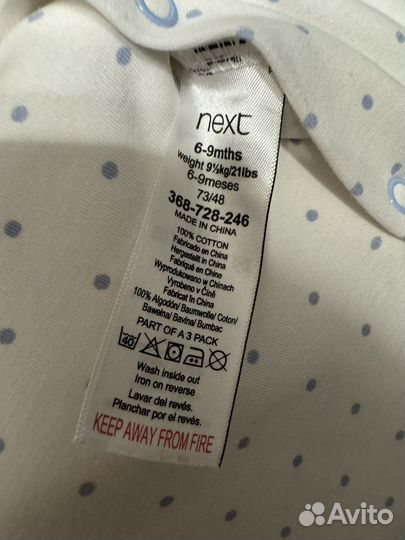 next
6-9mths
weight 9½kg/21lbs
6-9meses
73/48
368-728-246
MADE IN CHINA
100% COTTON
Fabricado en China
Hergestellt in China
Fabriqué en Chine
Wyprodukowano w Chinach
Vyrobeno v Číně
Fabricat în China
100% Algodón/ Baumwolle/ Coton/
Bawełna/ Bavlna/ Bumbac
PART OF A 3 PACK
40
Wash inside out
Iron on reverse
Lavar del revés.
Planchar por el revés.
KEEP AWAY FROM FIRE
Avito